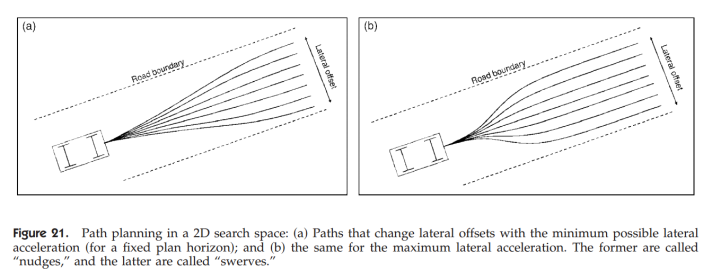 (a)
Road boundary
Lateral offset
(b)
Road boundary
Lateral offset
Figure 21. Path planning in a 2D search space: (a) Paths that change lateral offsets with the minimum possible lateral
acceleration (for a fixed plan horizon); and (b) the same for the maximum lateral acceleration. The former are called
“nudges,” and the latter are called “swerves.”